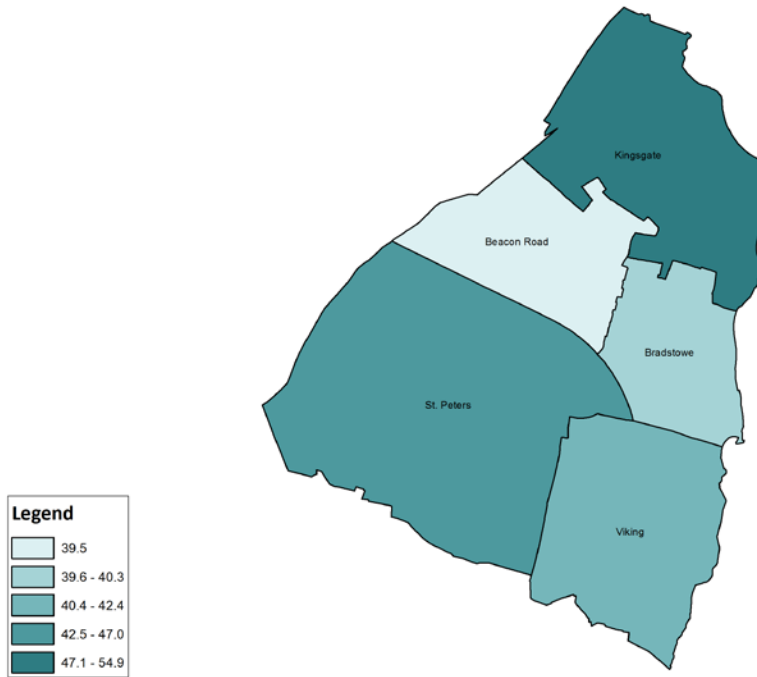 Kingsgate
Beacon Road
Bradstowe
St. Peters
Viking
Legend
39.5
39.6 - 40.3
40.4 - 42.4
42.5 - 47.0
47.1 - 54.9